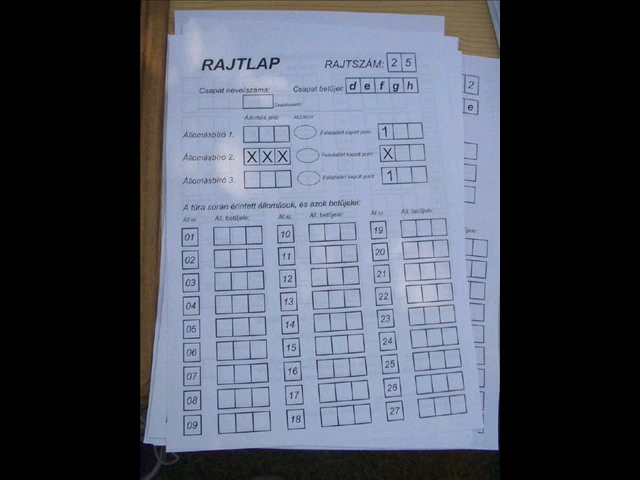 RAJTLAP RAJTSZÁM: 2 5
Csapat neve/száma: Csapat betűjel: d e f g h
Állomás jele:
Állomásbíró 1. Feladatért kapott pont: 1
Állomásbíró 2. X X X Feladatért kapott pont: X
Állomásbíró 3. Feladatért kapott pont: 1
A túra során érintett állomások, és azok betűjelei:
Áll.sz. Áll. betűjele: Áll.sz. Áll. betűjele: Áll.sz. Áll. betűjele:
01 10 19
02 11 20
03 12 21
04 13 22
05 14 23
06 15 24
07 16 25
08 17 26
09 18 27
2
e